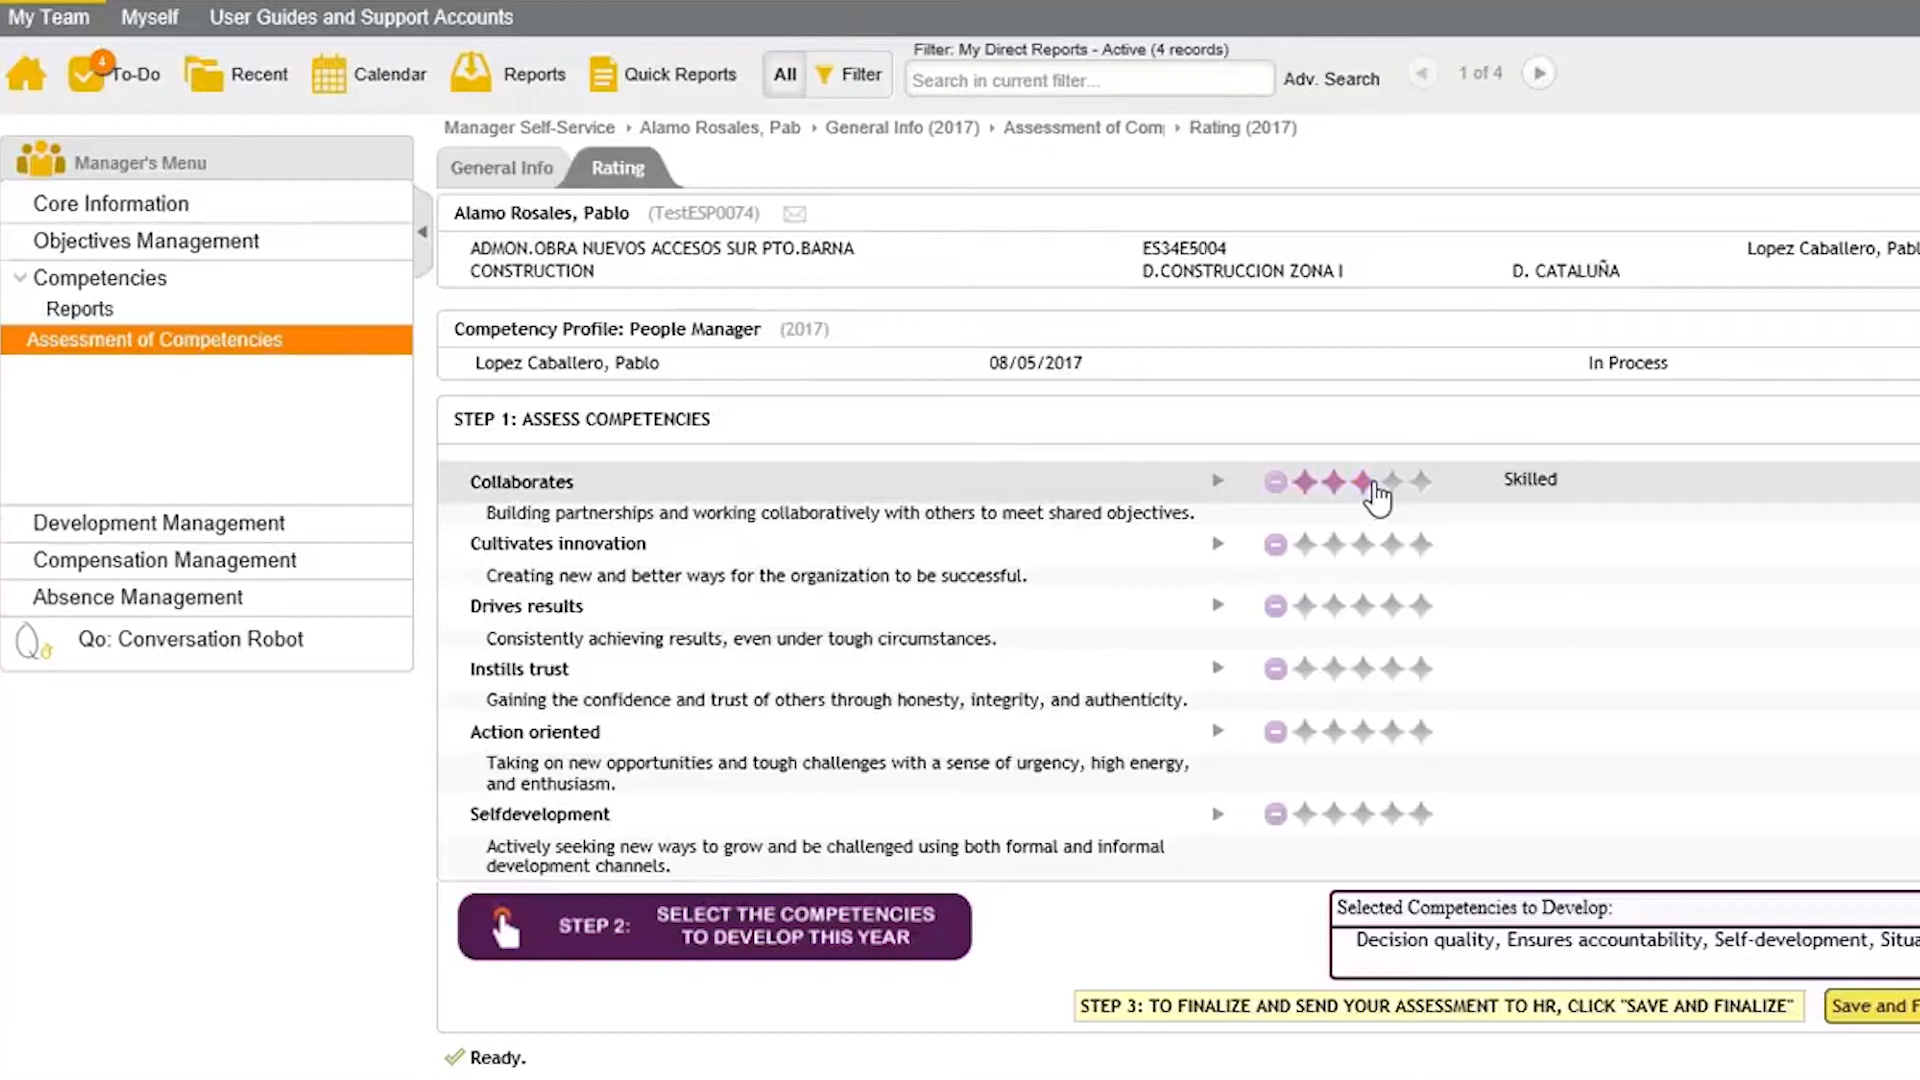 My Team Myself User Guides and Support Accounts
4
To-Do Recent Calendar Reports Quick Reports All Filter
Filter: My Direct Reports - Active (4 records)
Search in current filter... Adv. Search 1 of 4
Manager Self-Service Alamo Rosales, Pab General Info (2017) Assessment of Com Rating (2017)
Manager's Menu
Core Information
Objectives Management
Competencies
Reports
Assessment of Competencies
Development Management
Compensation Management
Absence Management
Qo: Conversation Robot
General Info Rating
Alamo Rosales, Pablo (TestESP0074)
ADMON.OBRA NUEVOS ACCESOS SUR PTO.BARNA ES34E5004 Lopez Caballero, Pabl
CONSTRUCTION D.CONSTRUCCION ZONA I D. CATALUÑA
Competency Profile: People Manager (2017)
Lopez Caballero, Pablo 08/05/2017 In Process
STEP 1: ASSESS COMPETENCIES
Collaborates Skilled
Building partnerships and working collaboratively with others to meet shared objectives.
Cultivates innovation
Creating new and better ways for the organization to be successful.
Drives results
Consistently achieving results, even under tough circumstances.
Instills trust
Gaining the confidence and trust of others through honesty, integrity, and authenticity.
Action oriented
Taking on new opportunities and tough challenges with a sense of urgency, high energy,
and enthusiasm.
Selfdevelopment
Actively seeking new ways to grow and be challenged using both formal and informal
development channels.
STEP 2: SELECT THE COMPETENCIES
TO DEVELOP THIS YEAR
Selected Competencies to Develop:
Decision quality, Ensures accountability, Self-development, Situa
STEP 3: TO FINALIZE AND SEND YOUR ASSESSMENT TO HR, CLICK "SAVE AND FINALIZE" Save and F
Ready.